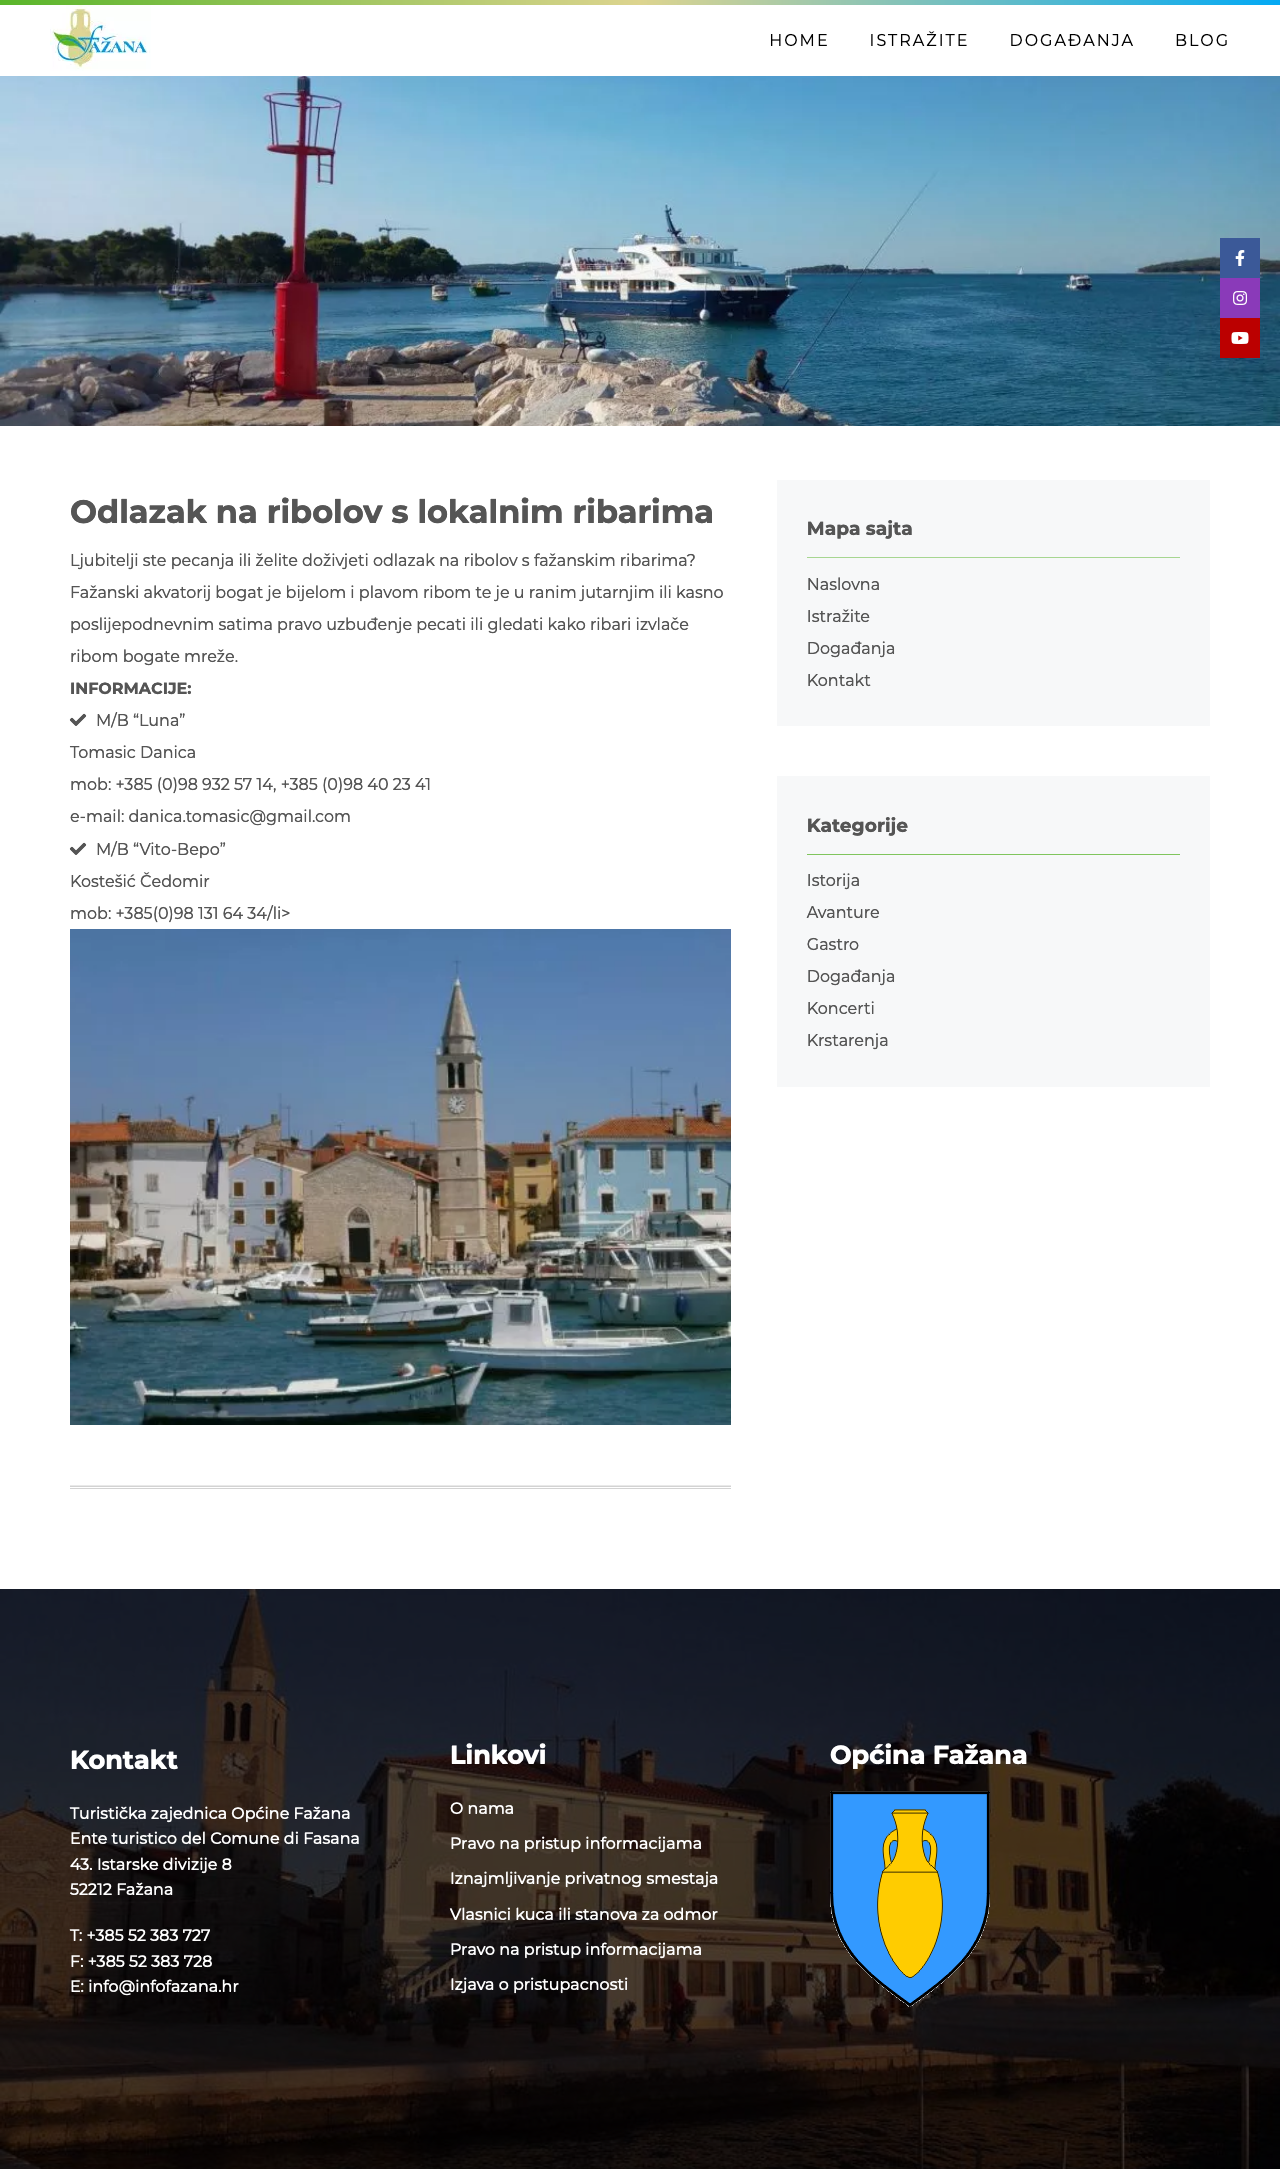 FAŽANA
HOME
ISTRAŽITE
DOGAĐANJA
BLOG
Odlazak na ribolov s lokalnim ribarima
Ljubitelji ste pecanja ili želite doživjeti odlazak na ribolov s fažanskim ribarima?
Fažanski akvatorij bogat je bijelom i plavom ribom te je u ranim jutarnjim ili kasno
poslijepodnevnim satima pravo uzbuđenje pecati ili gledati kako ribari izvlače
ribom bogate mreže.
INFORMACIJE:
M/B “Luna”
Tomasic Danica
mob: +385 (0)98 932 57 14, +385 (0)98 40 23 41
e-mail: danica.tomasic@gmail.com
M/B “Vito-Bepo”
Kostešić Čedomir
mob: +385(0)98 131 64 34/li>
Mapa sajta
Naslovna
Istražite
Događanja
Kontakt
Kategorije
Istorija
Avanture
Gastro
Događanja
Koncerti
Krstarenja
Kontakt
Turistička zajednica Općine Fažana
Ente turistico del Comune di Fasana
43. Istarske divizije 8
52212 Fažana
T: +385 52 383 727
F: +385 52 383 728
E: info@infofazana.hr
Linkovi
O nama
Pravo na pristup informacijama
Iznajmljivanje privatnog smestaja
Vlasnici kuca ili stanova za odmor
Pravo na pristup informacijama
Izjava o pristupacnosti
Općina Fažana